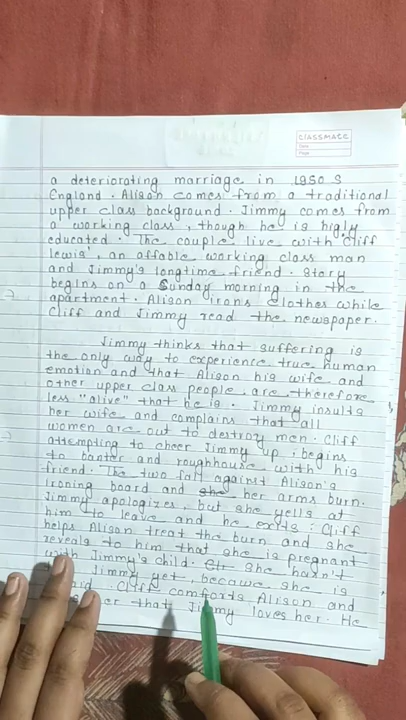 CLASSMATE
Date
Page
a deteriorating marriage in 1950 s
England. Alison comes from a traditional
upper class background. Jimmy comes from
a working class, though he is higly
educated. The couple live with Cliff
lewis', an affable working class man
and Jimmy's longtime friend. Story
begins on a Sunday morning in the
apartment. Alison irons clothes while
Cliff and Jimmy read the newspaper.
Jimmy thinks that suffering is
the only way to experience true human
emotion and that Alison his wife and
other upper class people are therefore
less "alive" that he is. Jimmy insults
her wife and complains that all
women are out to destroy men. Cliff
attempting to cheer Jimmy up, begins
to banter and roughhouse with his
friend. The two fall against Alison's
Ironing board and she her arms burn.
Jimmy apologizes, but she yells at
him to leave and he exits. Cliff
helps Alison treat the burn and she
reveals to him that she is pregnant
with Jimmy's child. She hasn't
Jimmy yet, because she is
Cliff comforts Alison and
her that Jimmy loves her. He